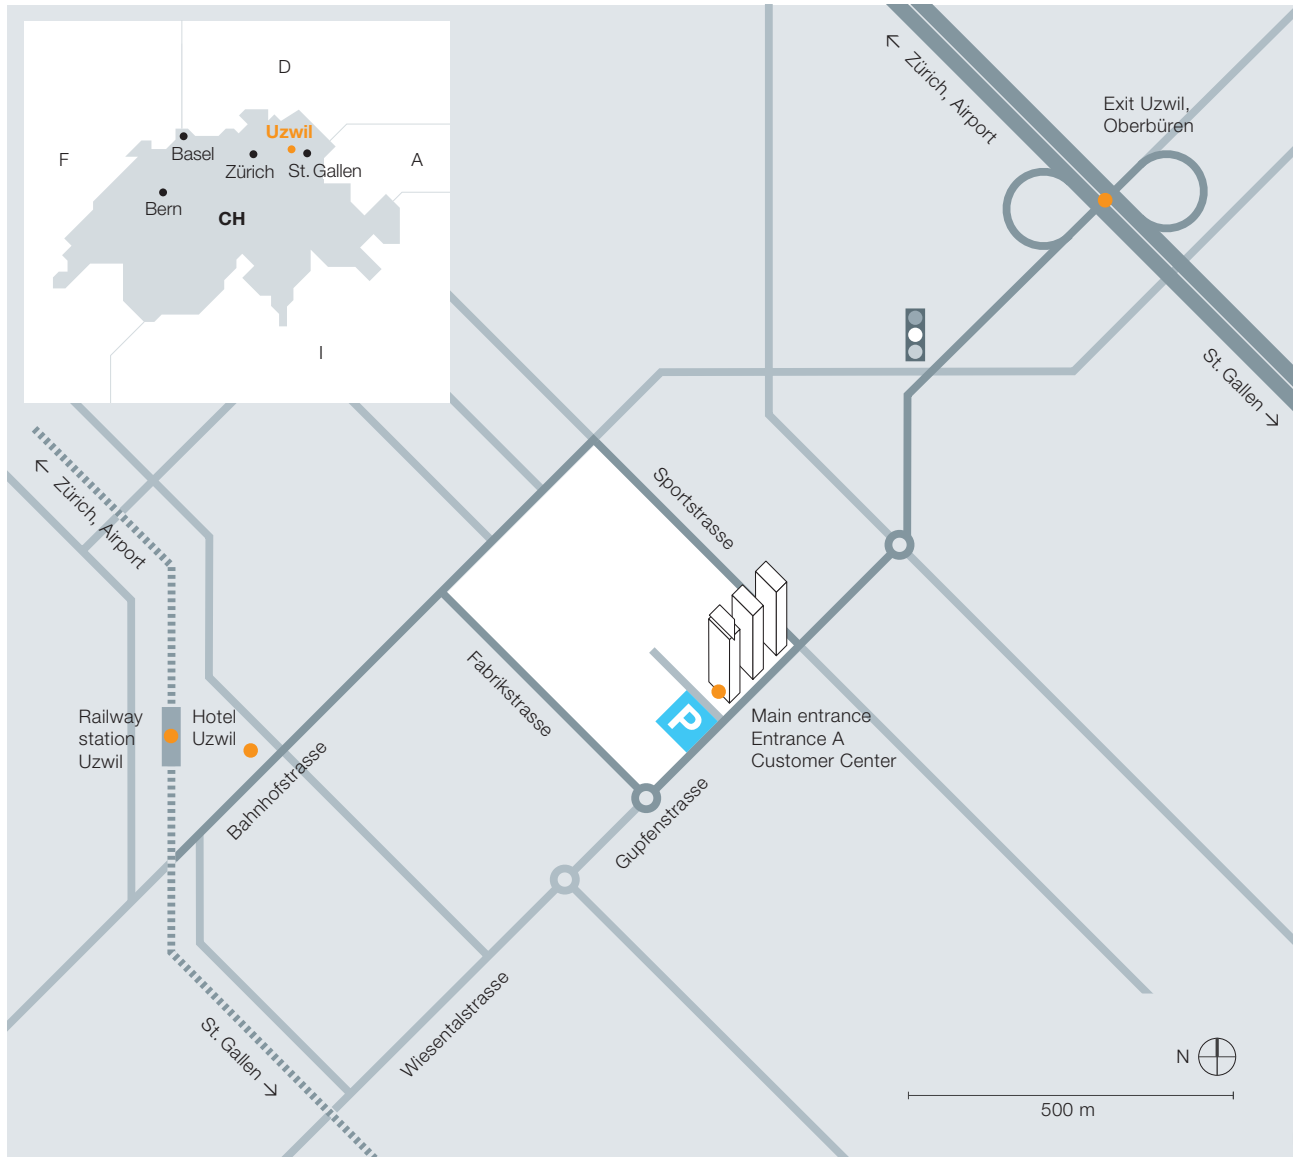 D
F
Uzwil
Basel
Zürich
St. Gallen
A
Bern
CH
I
Zürich, Airport
Exit Uzwil,
Oberbüren
St. Gallen
Zürich, Airport
Sportstrasse
Fabrikstrasse
Railway
station
Uzwil
Hotel
Uzwil
Bahnhofstrasse
P
Main entrance
Entrance A
Customer Center
Gupfenstrasse
Wiesentalstrasse
St. Gallen
N
500 m